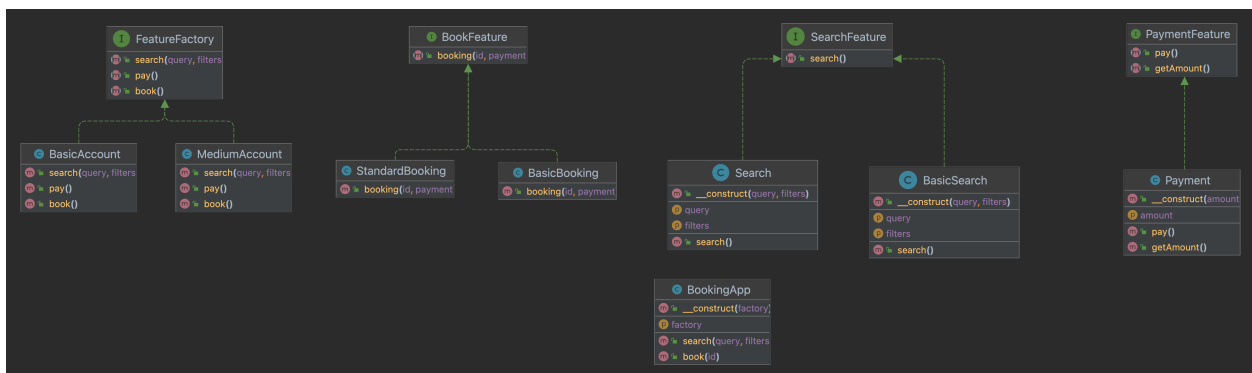 FeatureFactory
search(query, filters
pay()
book()
BasicAccount
search(query, filters
pay()
book()
MediumAccount
search(query, filters
pay()
book()
BookFeature
booking(id, payment
StandardBooking
booking(id, payment
BasicBooking
booking(id, payment
SearchFeature
search()
Search
__construct(query, filters)
query
filters
search()
BasicSearch
__construct(query, filters)
query
filters
search()
PaymentFeature
pay()
getAmount()
Payment
__construct(amount
amount
pay()
getAmount()
BookingApp
__construct(factory)
factory
search(query, filters
book(id)